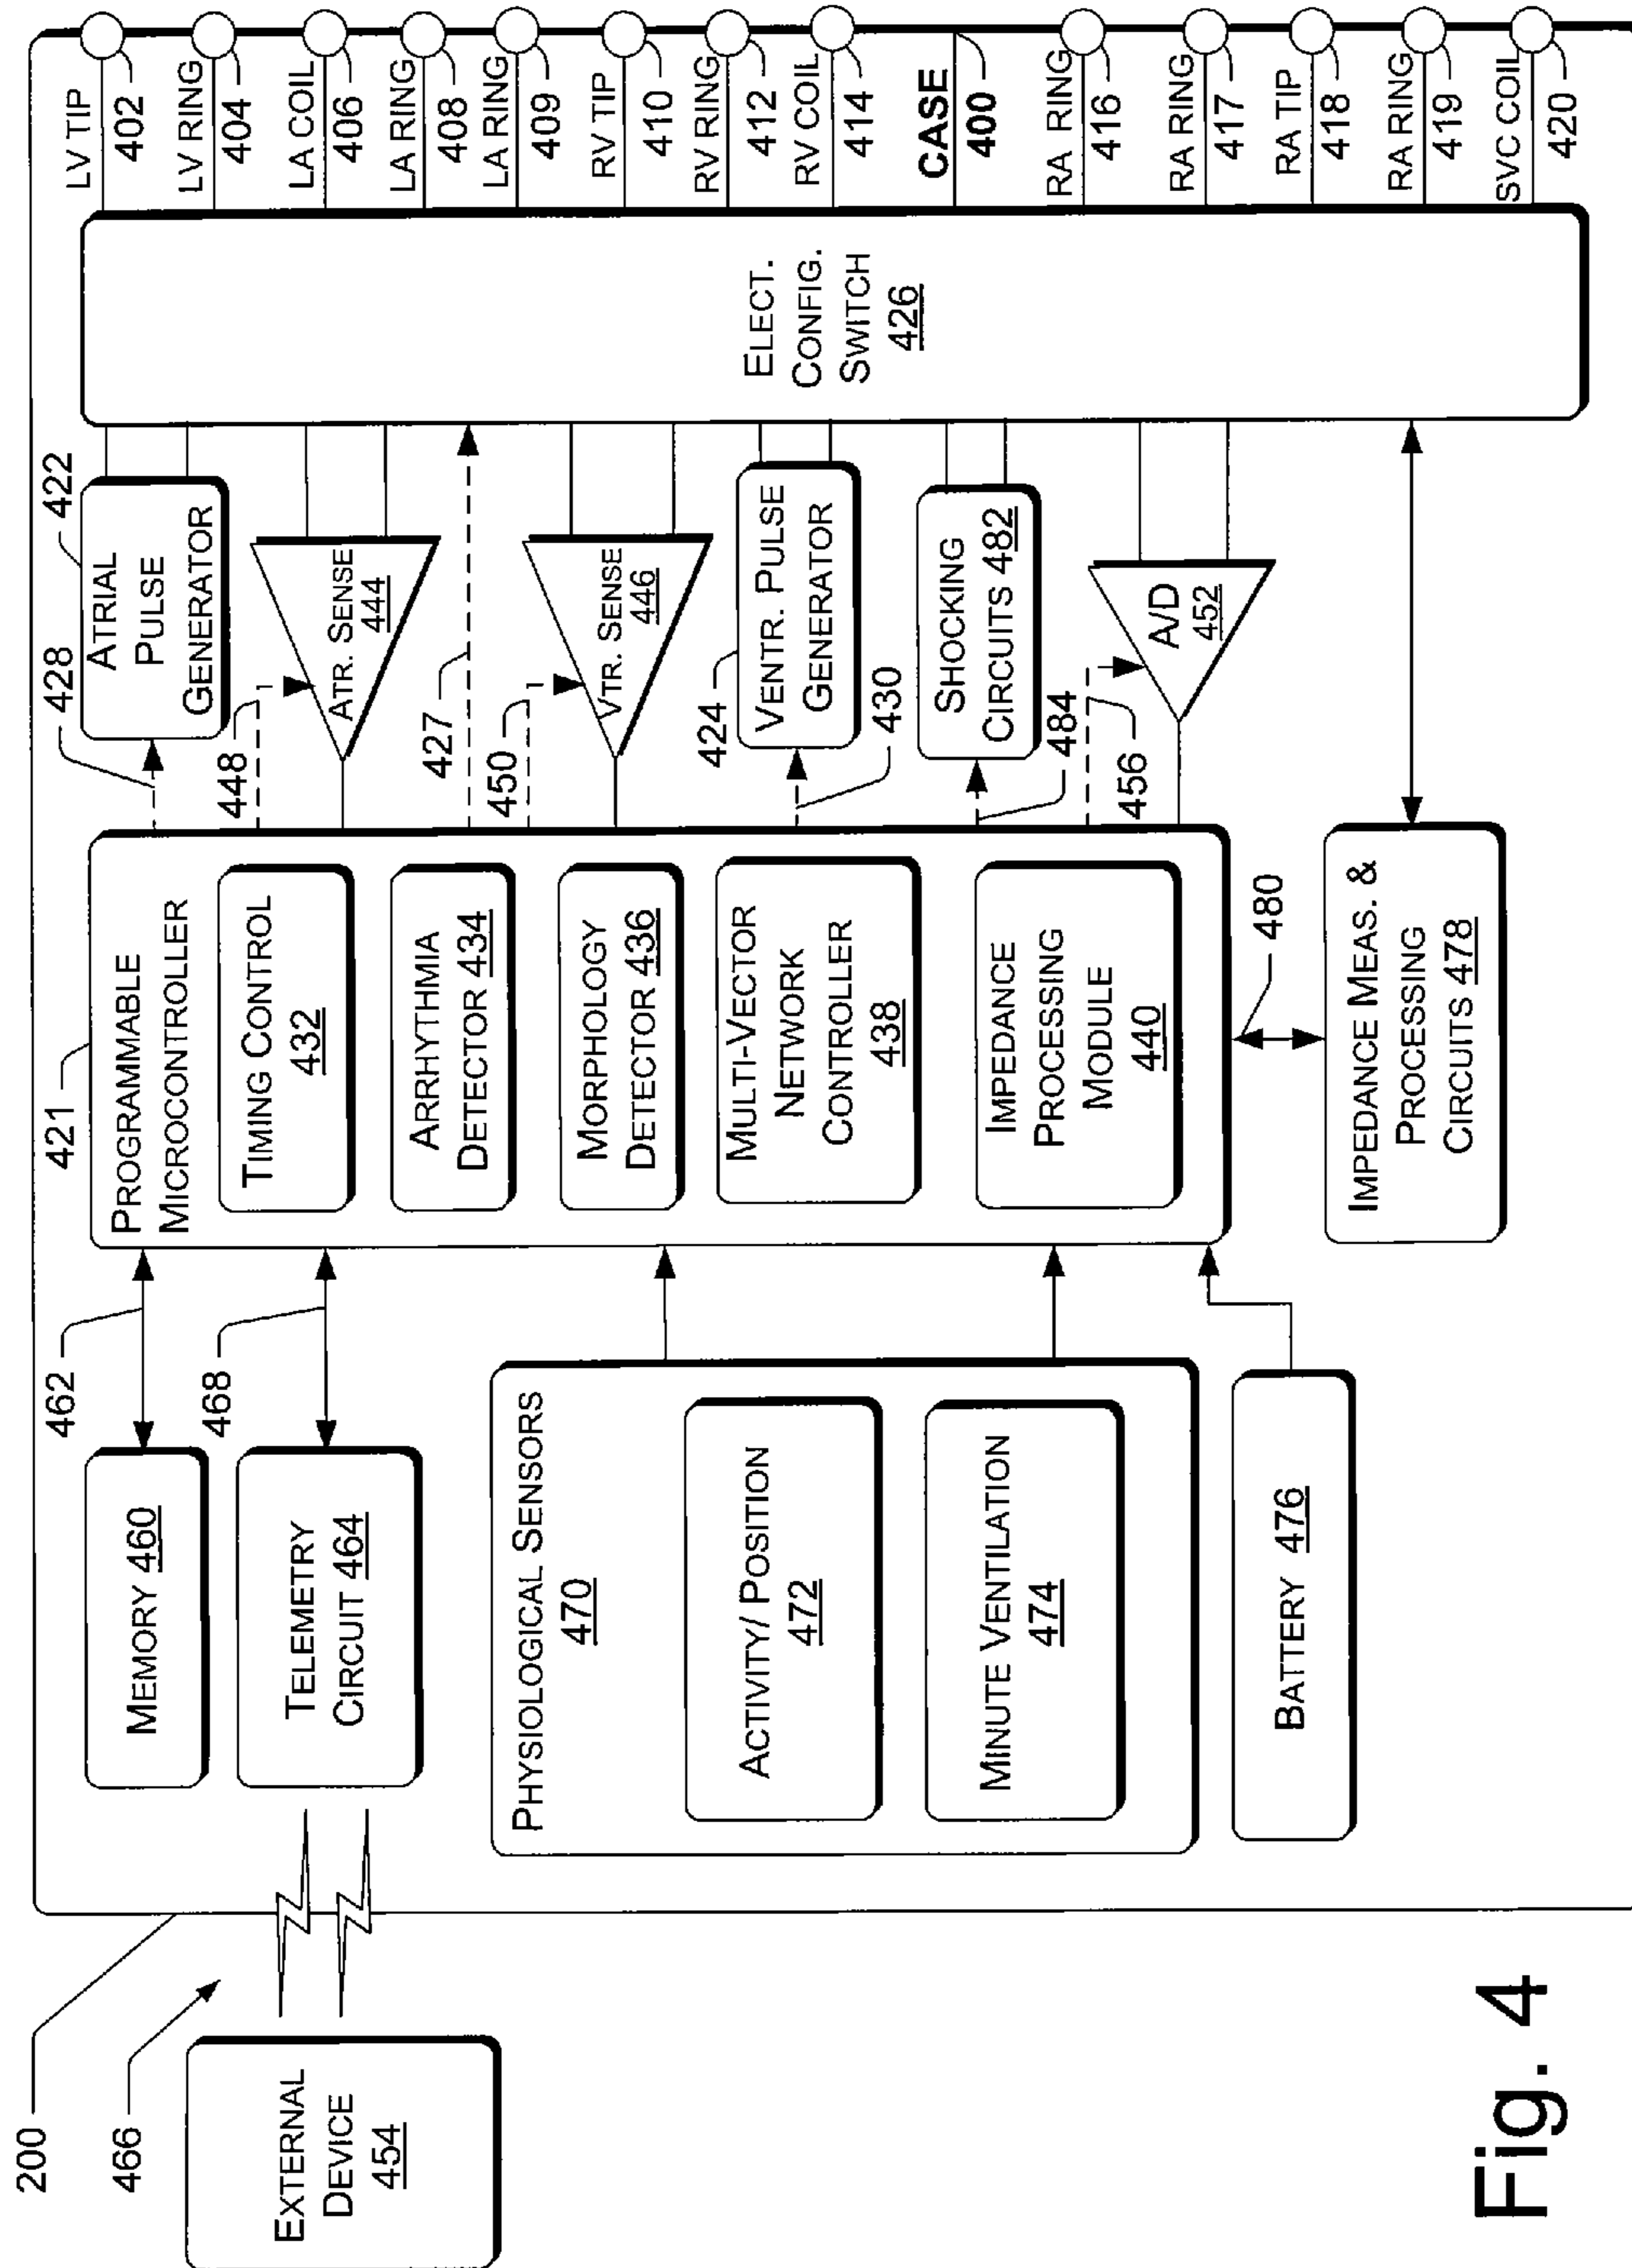 200
466
EXTERNAL
DEVICE
454
MEMORY 460
462
TELEMETRY
CIRCUIT 464
468
PHYSIOLOGICAL SENSORS
470
ACTIVITY/ POSITION
472
MINUTE VENTILATION
474
BATTERY 476
421
PROGRAMMABLE
MICROCONTROLLER
TIMING CONTROL
432
ARRHYTHMIA
DETECTOR 434
MORPHOLOGY
DETECTOR 436
MULTI-VECTOR
NETWORK
CONTROLLER
438
IMPEDANCE
PROCESSING
MODULE
440
480
IMPEDANCE MEAS. &
PROCESSING
CIRCUITS 478
428
422
ATRIAL
PULSE
GENERATOR
448
ATR. SENSE
444
427
450
VTR. SENSE
446
424
VENTR. PULSE
GENERATOR
430
SHOCKING
CIRCUITS 482
484
456
A/D
452
ELECT.
CONFIG.
SWITCH
426
LV TIP
402
LV RING
404
LA COIL
406
LA RING
408
LA RING
409
RV TIP
410
RV RING
412
RV COIL
414
CASE
400
RA RING
416
RA RING
417
RA TIP
418
RA RING
419
SVC COIL
420
Fig. 4